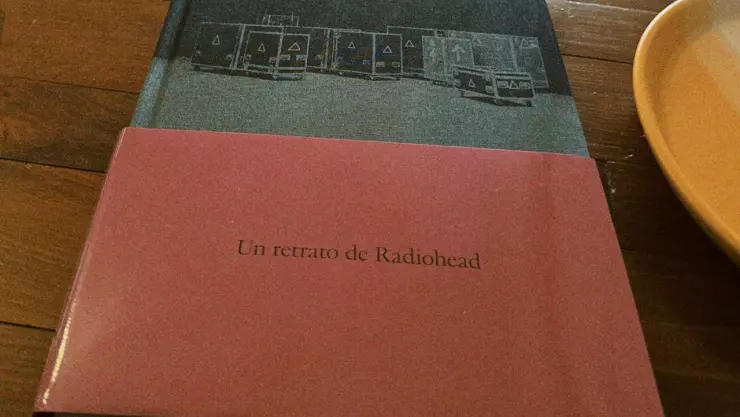 Un retrato de Radiohead